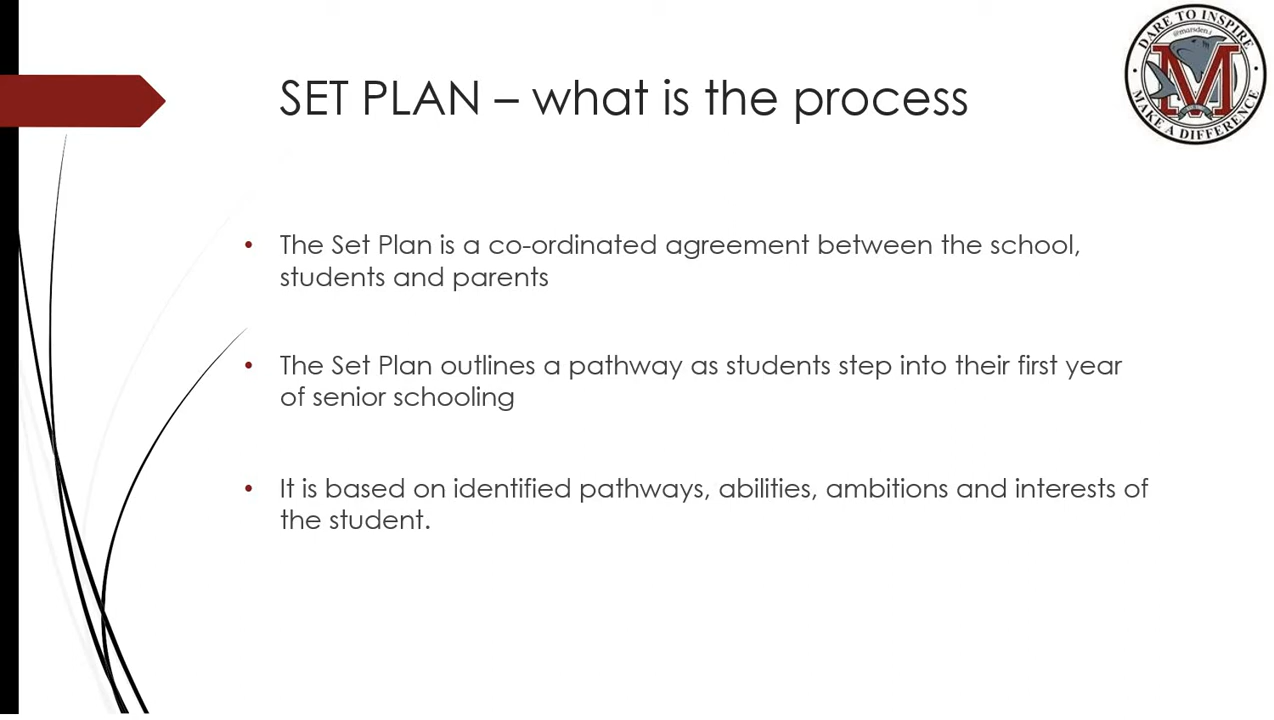 SET PLAN – what is the process
DARE TO INSPIRE
@marsden.s
M
MAKE A DIFFERENCE
• The Set Plan is a co-ordinated agreement between the school,
students and parents
• The Set Plan outlines a pathway as students step into their first year
of senior schooling
• It is based on identified pathways, abilities, ambitions and interests of
the student.